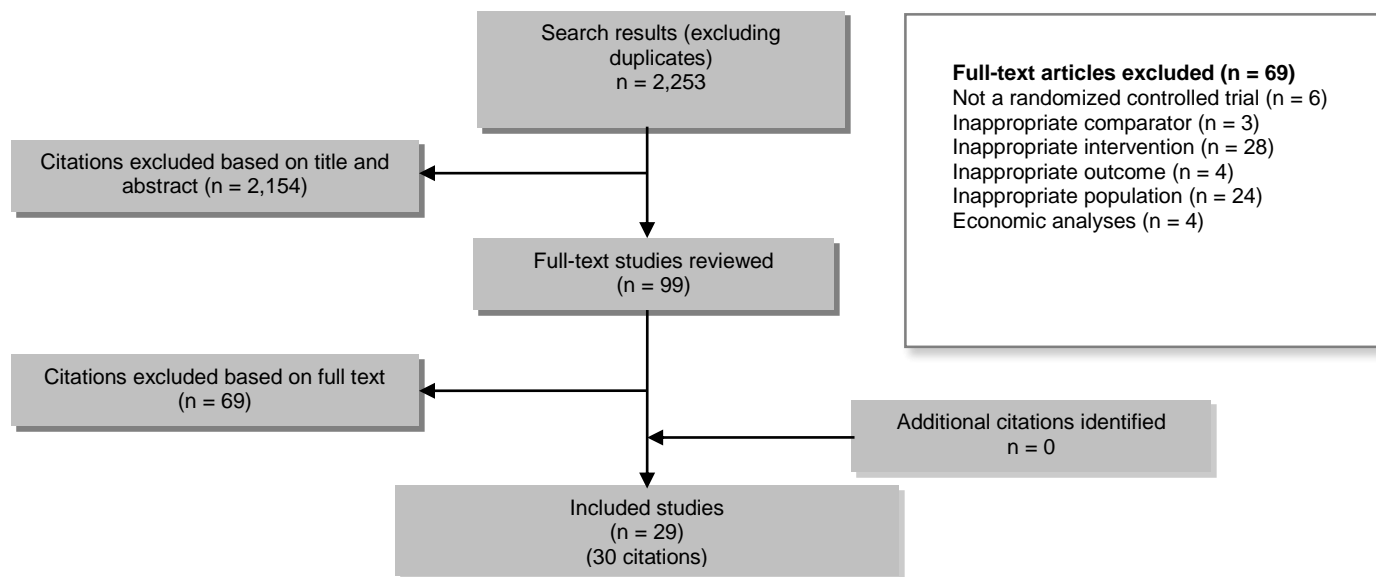 Search results (excluding
duplicates)
n = 2,253
Citations excluded based on title and
abstract (n = 2,154)
Full-text studies reviewed
(n = 99)
Citations excluded based on full text
(n = 69)
Additional citations identified
n = 0
Included studies
(n = 29)
(30 citations)
Full-text articles excluded (n = 69)
Not a randomized controlled trial (n = 6)
Inappropriate comparator (n = 3)
Inappropriate intervention (n = 28)
Inappropriate outcome (n = 4)
Inappropriate population (n = 24)
Economic analyses (n = 4)